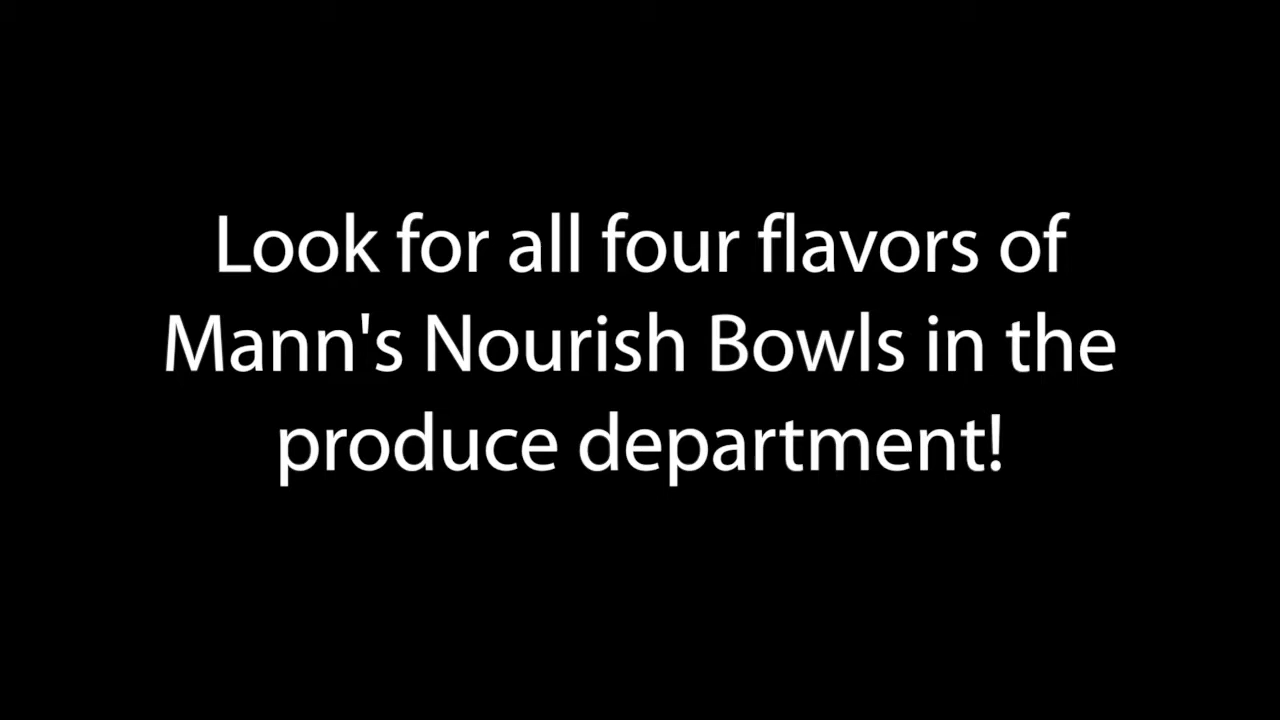 Look for all four flavors of
Mann's Nourish Bowls in the
produce department!